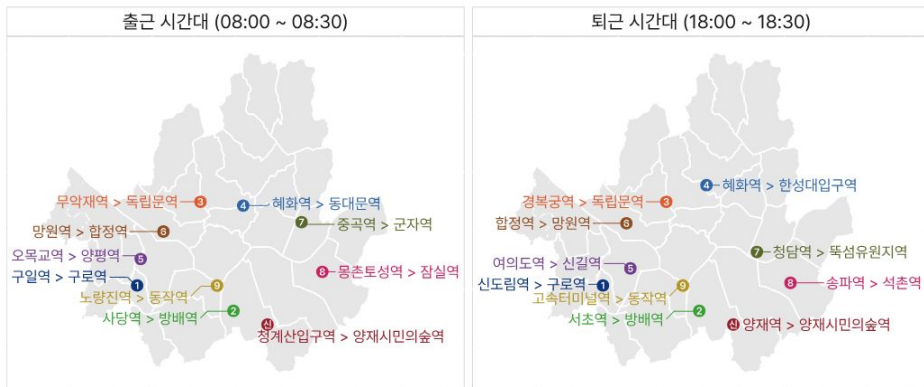 출근 시간대 (08:00 ~ 08:30)
무악재역 > 독립문역 3
4 혜화역 > 동대문역
망원역 > 합정역 6
7 중곡역 > 군자역
오목교역 > 양평역 5
8 몽촌토성역 > 잠실역
구일역 > 구로역 1
노량진역 > 동작역 9
사당역 > 방배역 2
신 청계산입구역 > 양재시민의숲역
퇴근 시간대 (18:00 ~ 18:30)
4 혜화역 > 한성대입구역
경복궁역 > 독립문역 3
합정역 > 망원역 6
7 청담역 > 뚝섬유원지역
여의도역 > 신길역 5
신도림역 > 구로역 1
8 송파역 > 석촌역
고속터미널역 > 동작역 9
서초역 > 방배역 2
신 양재역 > 양재시민의숲역